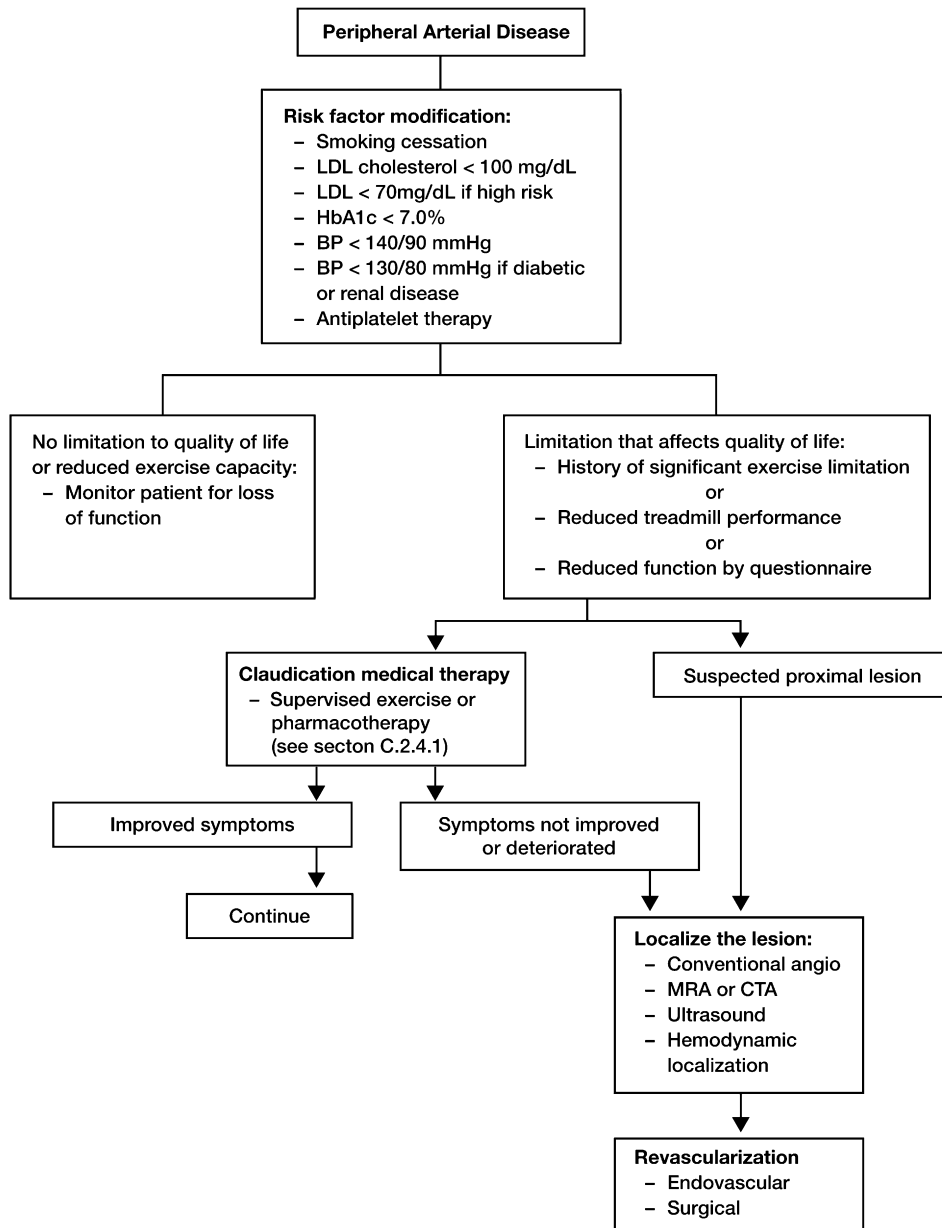 Peripheral Arterial Disease
Risk factor modification:
– Smoking cessation
– LDL cholesterol < 100 mg/dL
– LDL < 70mg/dL if high risk
– HbA1c < 7.0%
– BP < 140/90 mmHg
– BP < 130/80 mmHg if diabetic
or renal disease
– Antiplatelet therapy
No limitation to quality of life
or reduced exercise capacity:
– Monitor patient for loss
of function
Limitation that affects quality of life:
– History of significant exercise limitation
or
– Reduced treadmill performance
or
– Reduced function by questionnaire
Claudication medical therapy
– Supervised exercise or
pharmacotherapy
(see secton C.2.4.1)
Suspected proximal lesion
Improved symptoms
Symptoms not improved
or deteriorated
Continue
Localize the lesion:
– Conventional angio
– MRA or CTA
– Ultrasound
– Hemodynamic
localization
Revascularization
– Endovascular
– Surgical